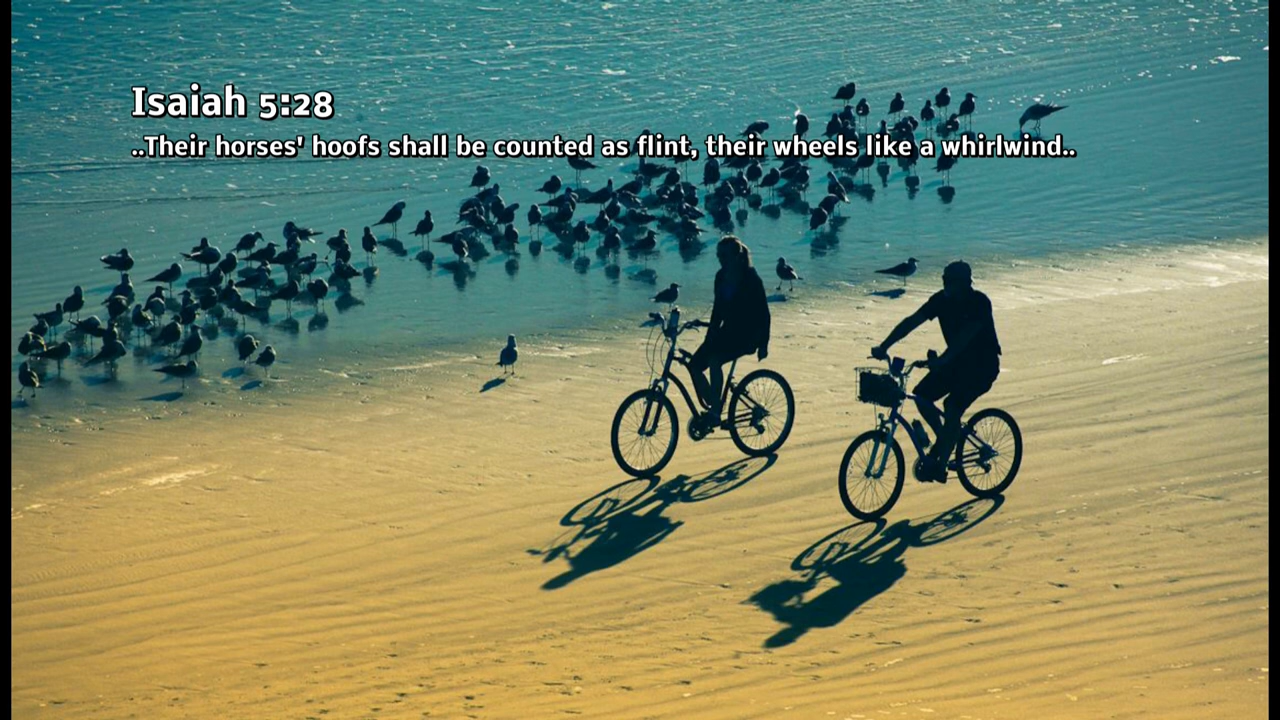 Isaiah 5:28
..Their horses' hoofs shall be counted as flint, their wheels like a whirlwind..